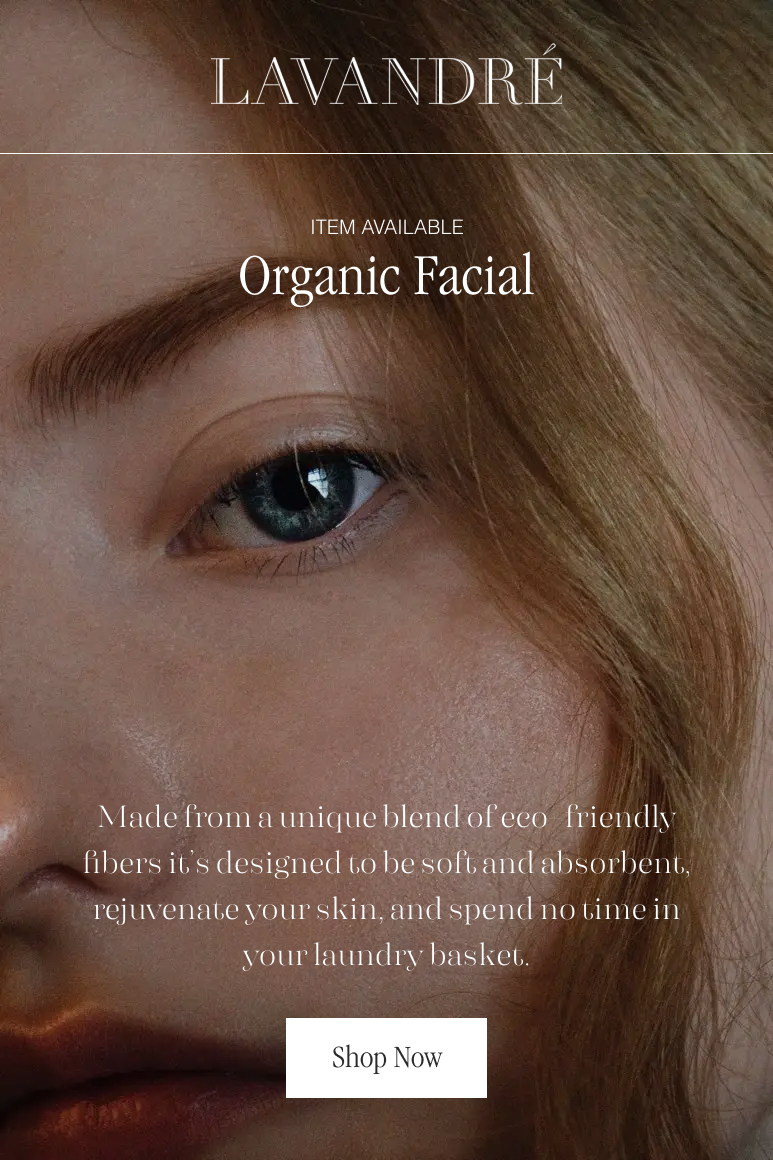 LAVANDRÉ
ITEM AVAILABLE
Organic Facial
Made from a unique blend of eco friendly
fibers it's designed to be soft and absorbent,
rejuvenate your skin, and spend no time in
your laundry basket.
Shop Now